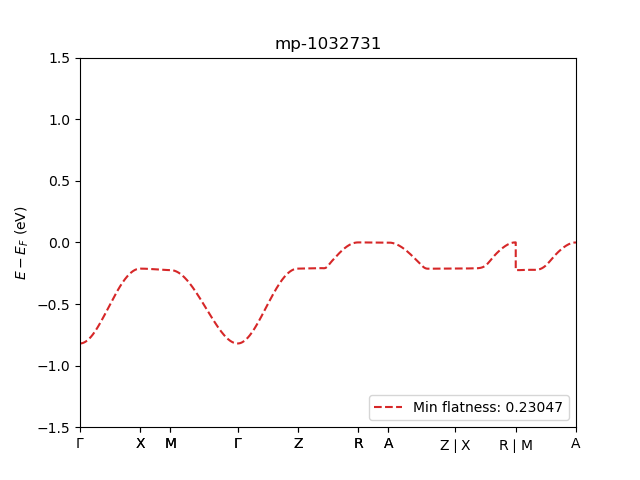 mp-1032731
1.5
1.0
0.5
0.0
−0.5
−1.0
−1.5
E − E_F (eV)
Min flatness: 0.23047
Γ X M Γ Z R A Z | X R | M A